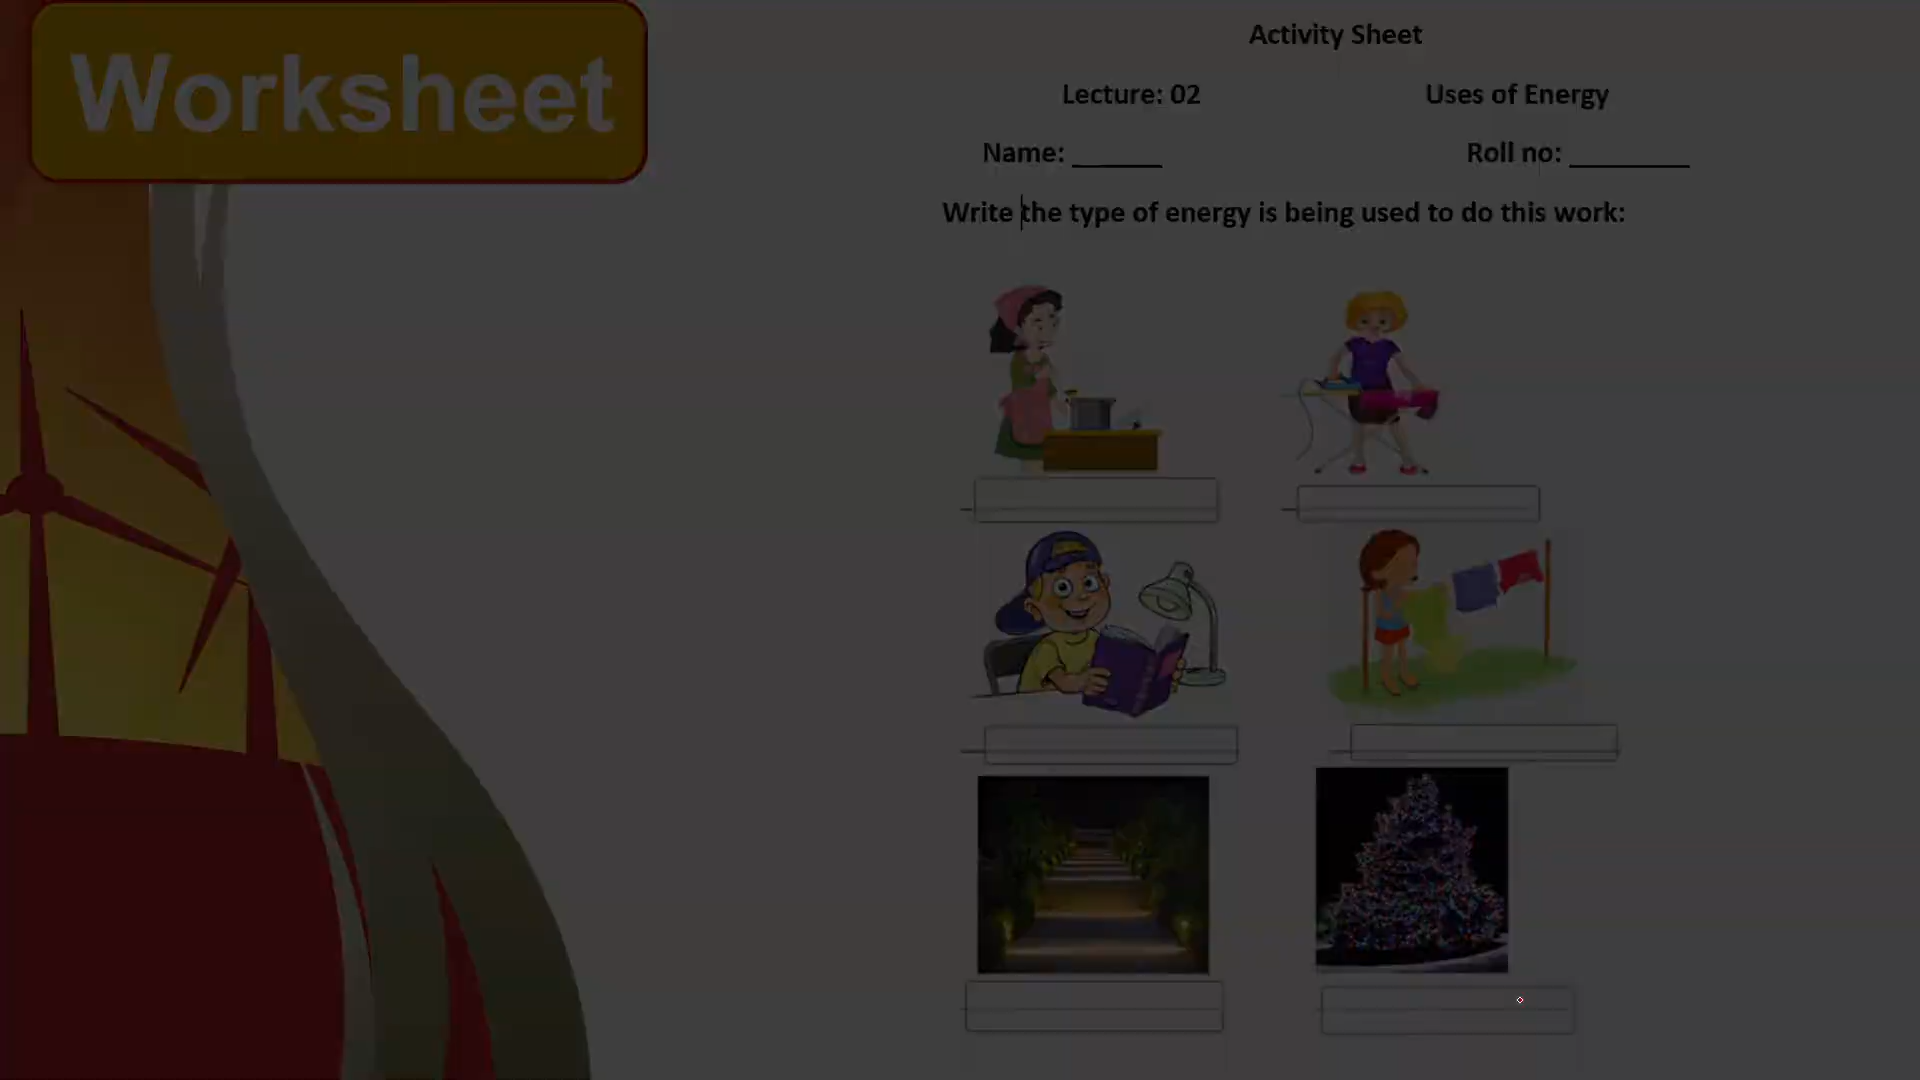 Worksheet
Activity Sheet
Lecture: 02 Uses of Energy
Name: ______ Roll no: ________
Write the type of energy is being used to do this work: